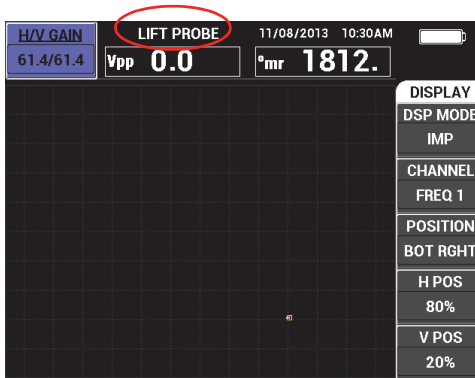 H/V GAIN LIFT PROBE 11/08/2013 10:30AM
61.4/61.4 Vpp 0.0 °mr 1812.
DISPLAY
DSP MODE
IMP
CHANNEL
FREQ 1
POSITION
BOT RGHT
H POS
80%
V POS
20%